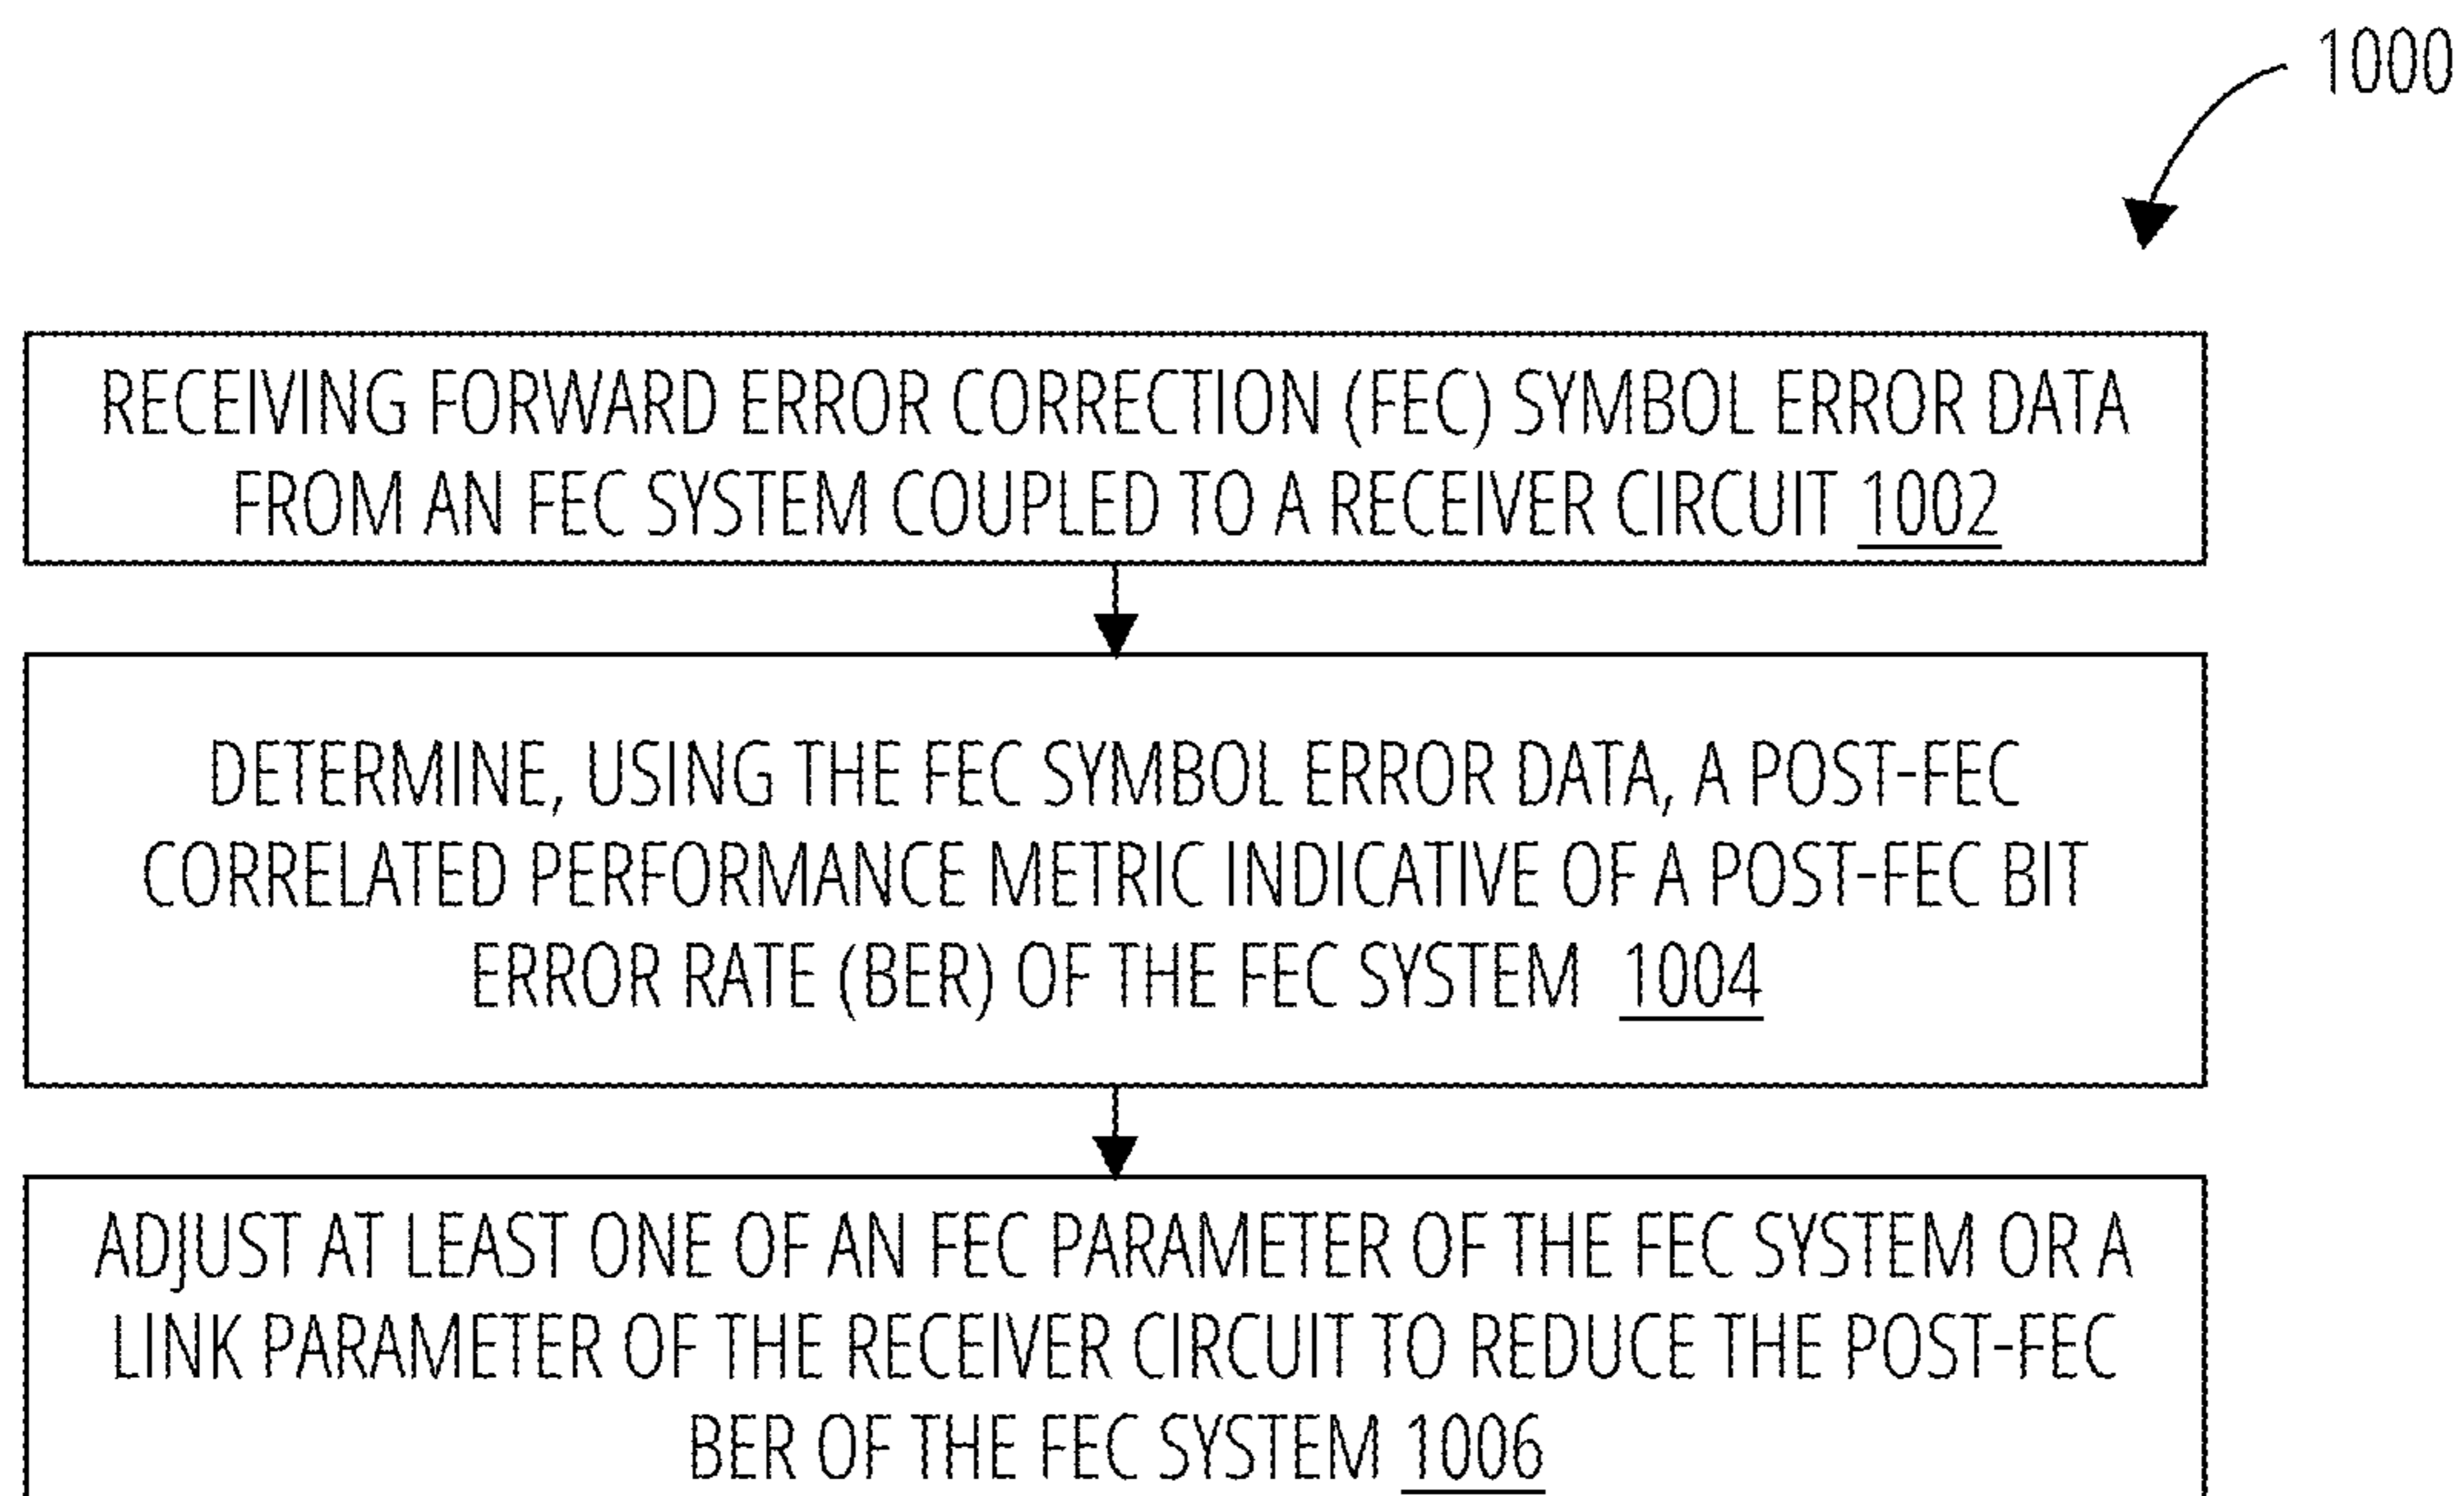 1000
RECEIVING FORWARD ERROR CORRECTION (FEC) SYMBOL ERROR DATA
FROM AN FEC SYSTEM COUPLED TO A RECEIVER CIRCUIT 1002
DETERMINE, USING THE FEC SYMBOL ERROR DATA, A POST-FEC
CORRELATED PERFORMANCE METRIC INDICATIVE OF A POST-FEC BIT
ERROR RATE (BER) OF THE FEC SYSTEM 1004
ADJUST AT LEAST ONE OF AN FEC PARAMETER OF THE FEC SYSTEM OR A
LINK PARAMETER OF THE RECEIVER CIRCUIT TO REDUCE THE POST-FEC
BER OF THE FEC SYSTEM 1006